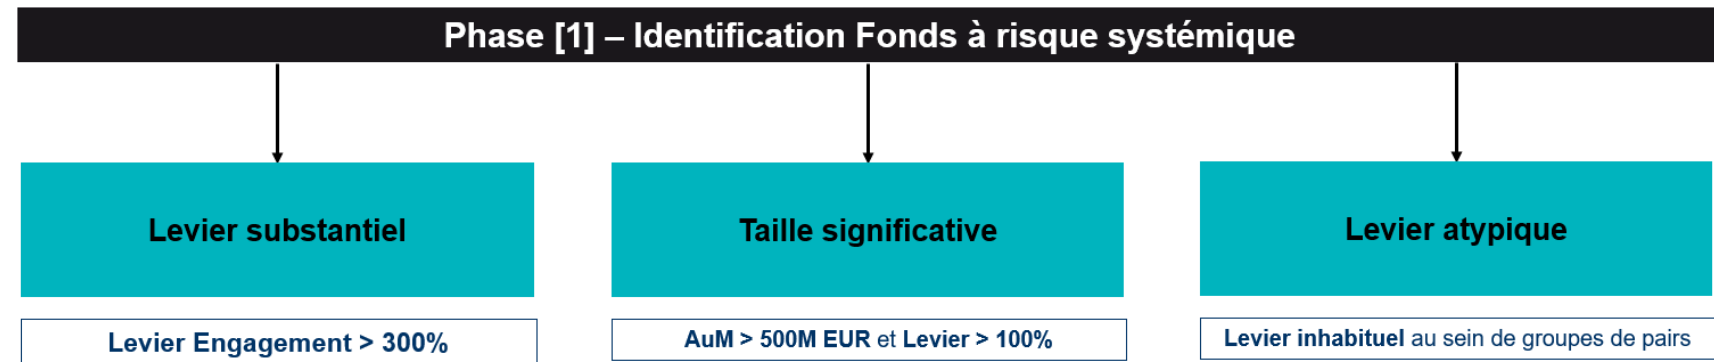 Phase [1] – Identification Fonds à risque systémique
Levier substantiel
Taille significative
Levier atypique
Levier Engagement > 300%
AuM > 500M EUR et Levier > 100%
Levier inhabituel au sein de groupes de pairs